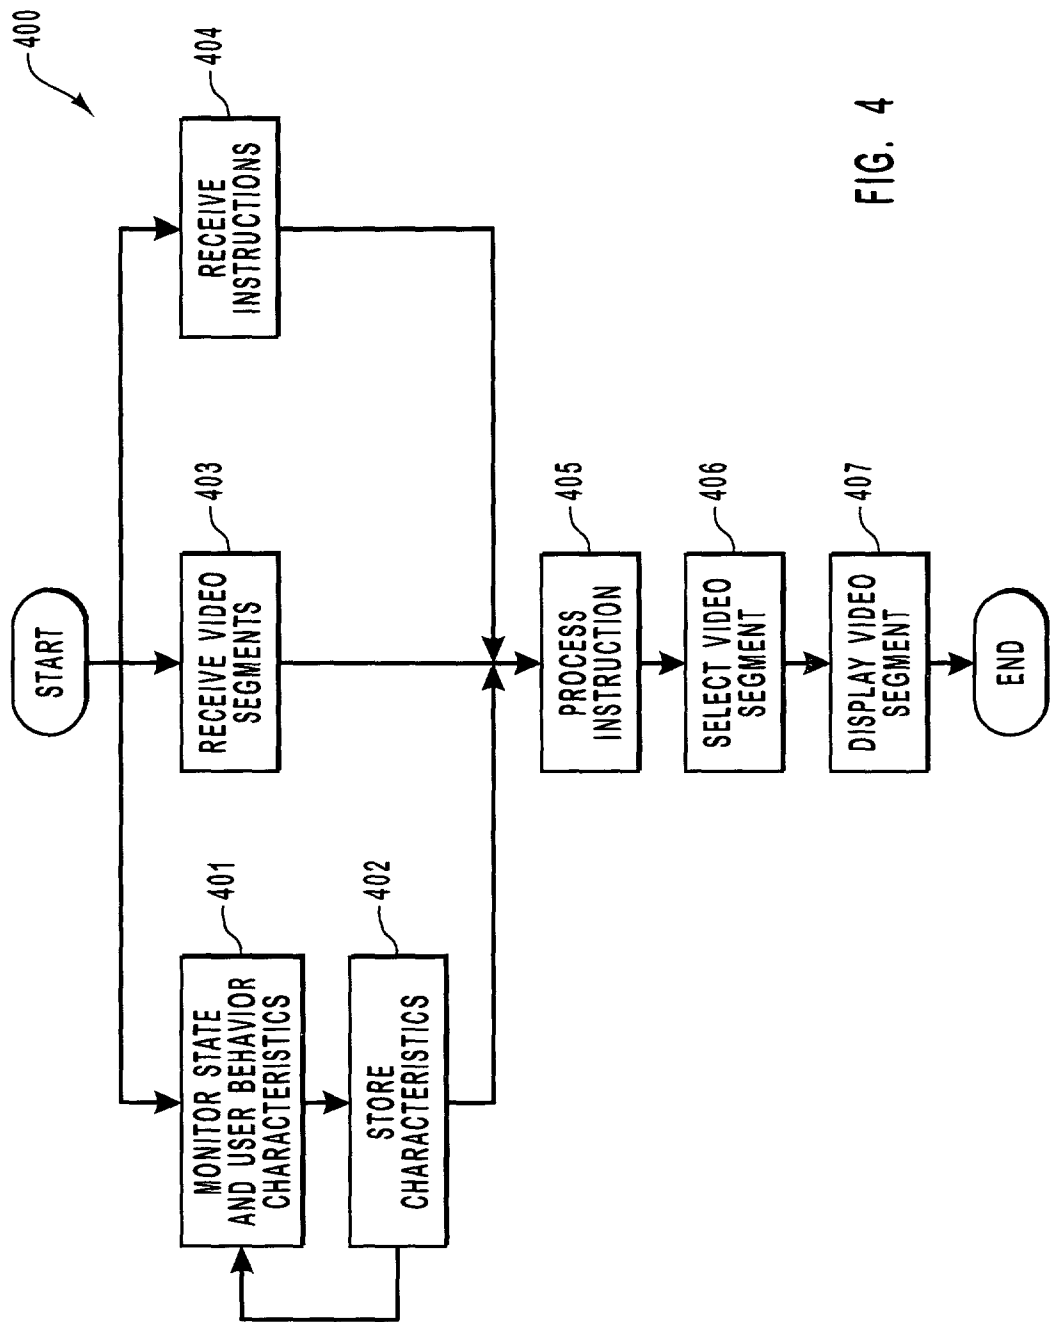 400
START
MONITOR STATE
AND USER BEHAVIOR
CHARACTERISTICS
401
RECEIVE VIDEO
SEGMENTS
403
RECEIVE
INSTRUCTIONS
404
STORE
CHARACTERISTICS
402
PROCESS
INSTRUCTION
405
SELECT VIDEO
SEGMENT
406
DISPLAY VIDEO
SEGMENT
407
END
FIG. 4